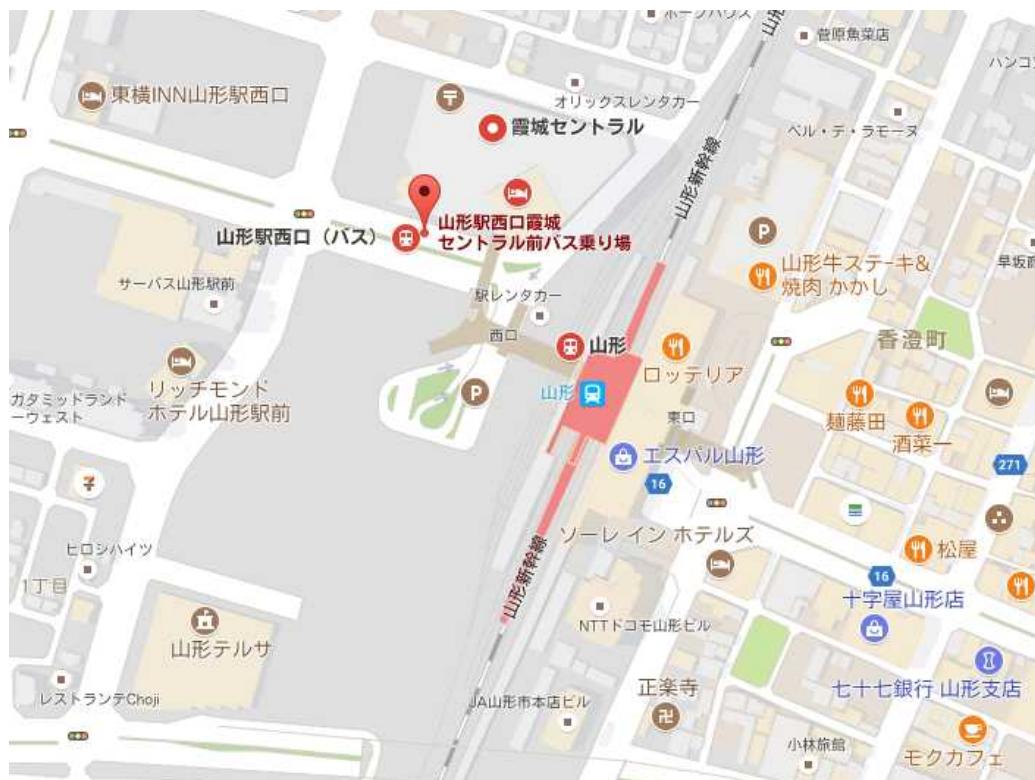 ホープハウス
山形
菅原魚菜店
ハンコ
東横INN山形駅西口
オリックスレンタカー
霞城セントラル
ベル・デ・ラモーヌ
山形新幹線
山形駅西口霞城
セントラル前バス乗り場
山形駅西口（バス）
P
山形牛ステーキ&
焼肉 かかし
早坂
サーパス山形駅前
駅レンタカー
西口
山形
ロッテリア
香澄町
リッチモンド
ホテル山形駅前
ガタミッドランド
ーウェスト
P
山形
東口
麺藤田
酒菜一
エスパル山形
16
271
ソーレ イン ホテルズ
松屋
ヒロシハイツ
1丁目
山形新幹線
16
十字屋山形店
山形テルサ
NTTドコモ山形ビル
レストランテChoji
正楽寺
七十七銀行 山形支店
JA山形市本店ビル
小林旅館
モクカフェ